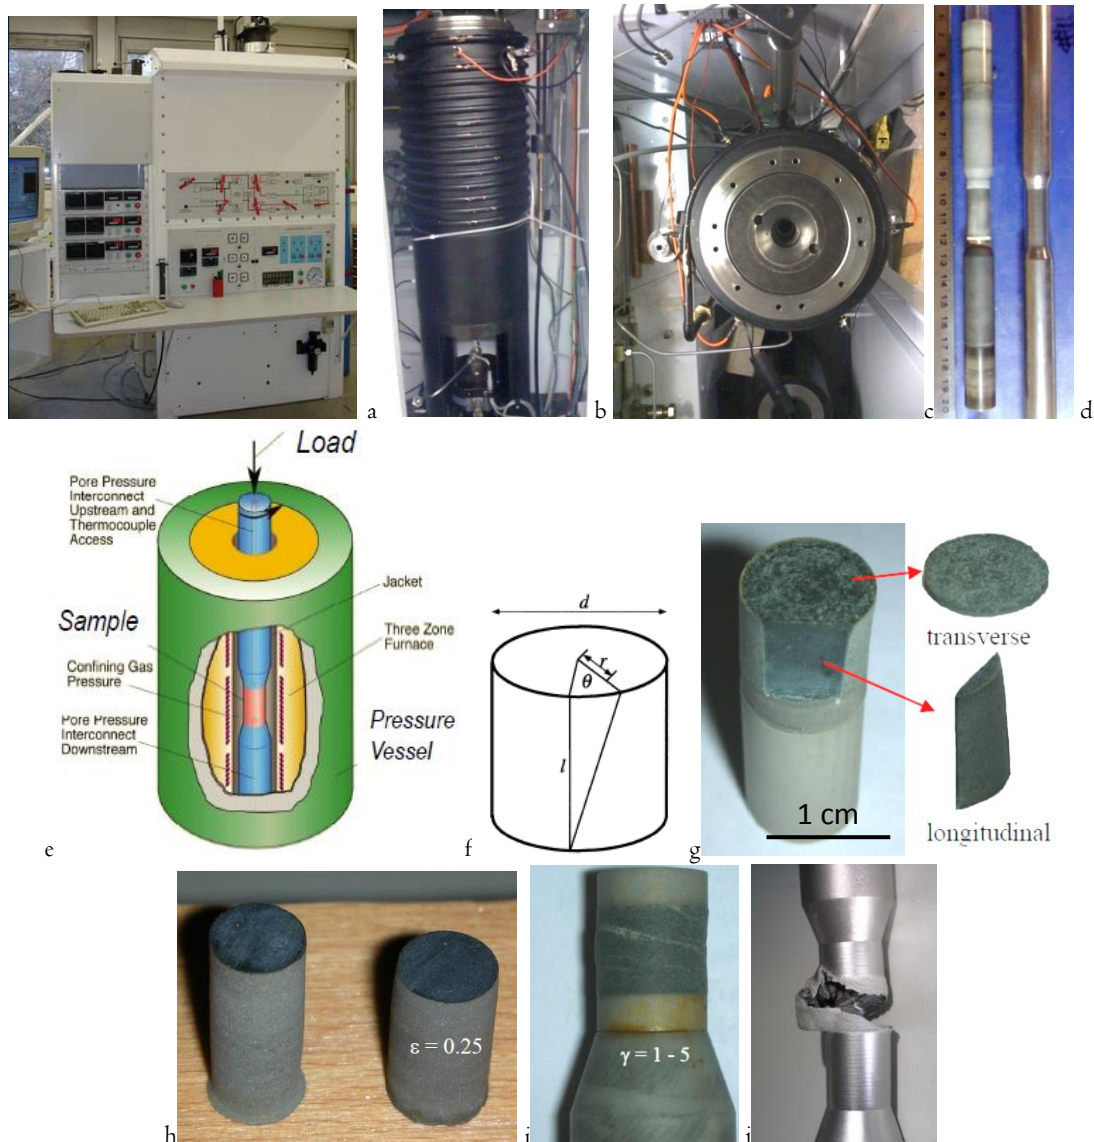 a
b
c
d
Load
Pore Pressure
Interconnect
Upstream and
Thermocouple
Access
Jacket
Sample
Three Zone
Furnace
Confining Gas
Pressure
Pore Pressure
Interconnect
Downstream
Pressure
Vessel
e
d
r
θ
l
f
transverse
1 cm
longitudinal
g
ε = 0.25
h
γ = 1 - 5
i